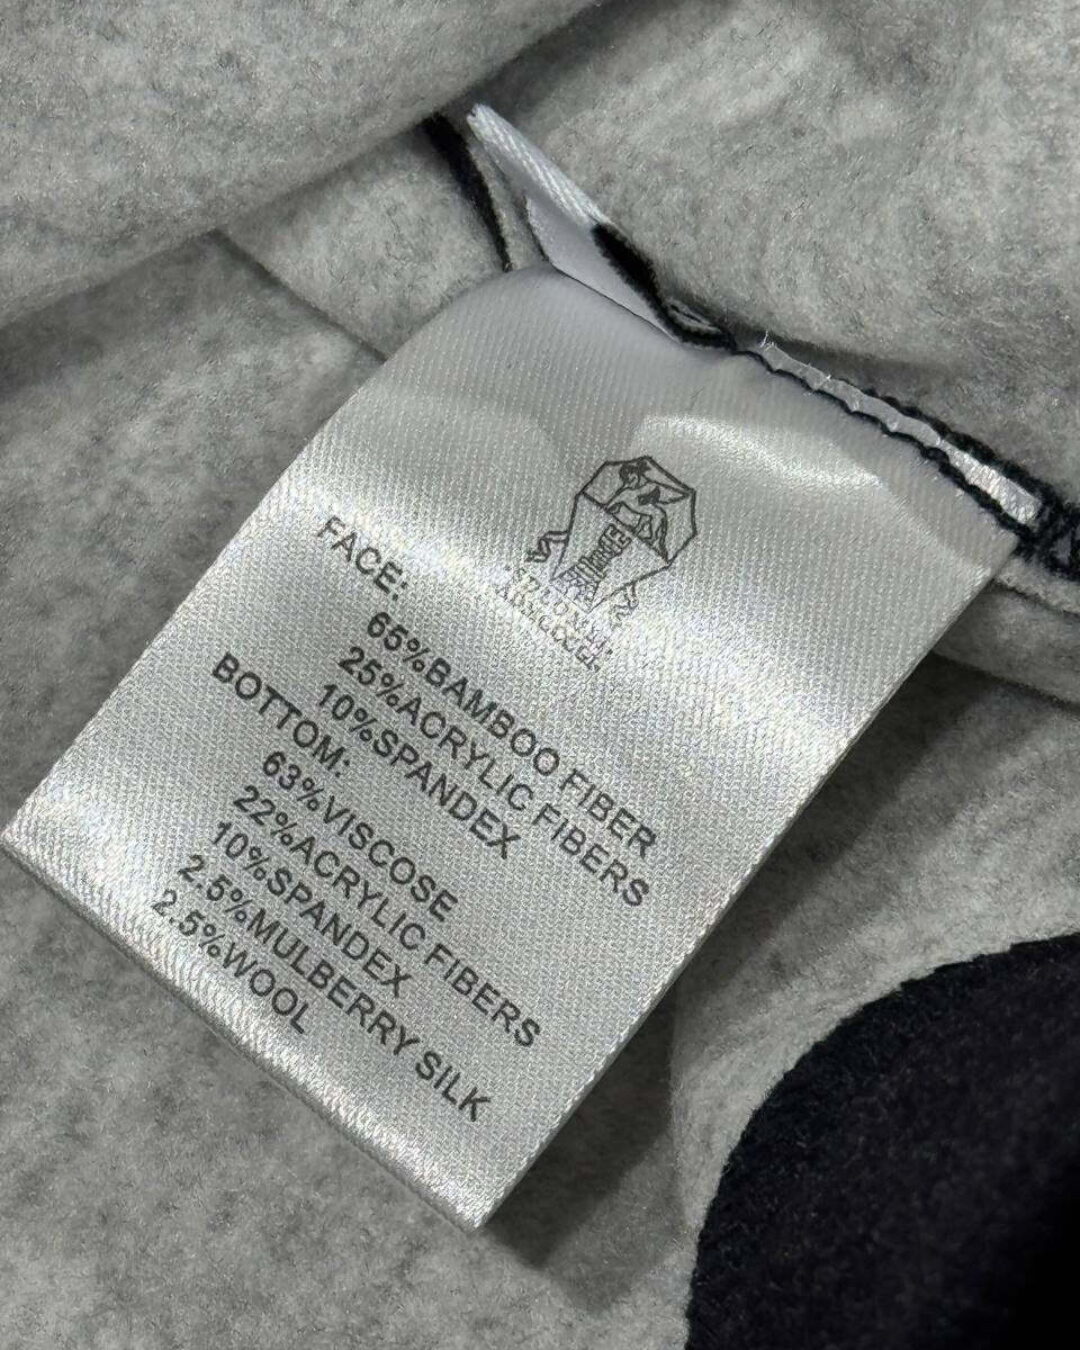 FACE:
65%BAMBOO FIBER
25%ACRYLIC FIBERS
10%SPANDEX
BOTTOM:
63%VISCOSE
22%ACRYLIC FIBERS
10%SPANDEX
2.5%MULBERRY SILK
2.5%WOOL